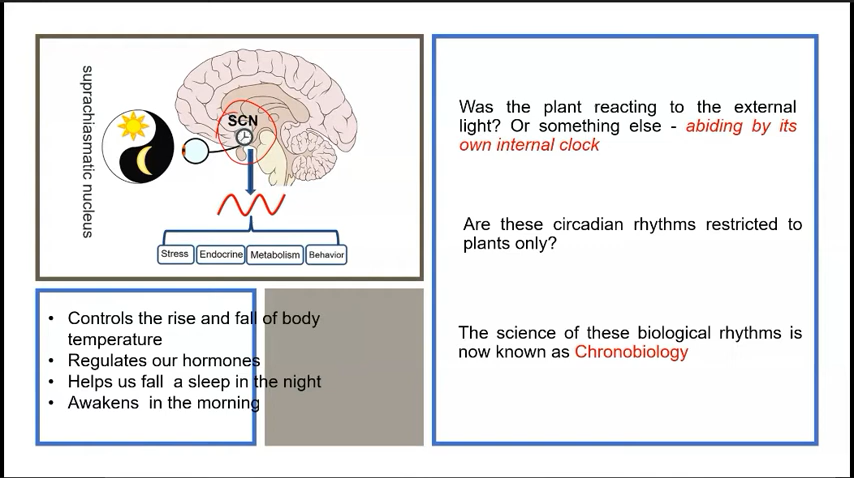 suprachiasmatic nucleus
SCN
Stress
Endocrine
Metabolism
Behavior
• Controls the rise and fall of body
temperature
• Regulates our hormones
• Helps us fall a sleep in the night
• Awakens in the morning
Was the plant reacting to the external
light? Or something else - abiding by its
own internal clock
Are these circadian rhythms restricted to
plants only?
The science of these biological rhythms is
now known as Chronobiology